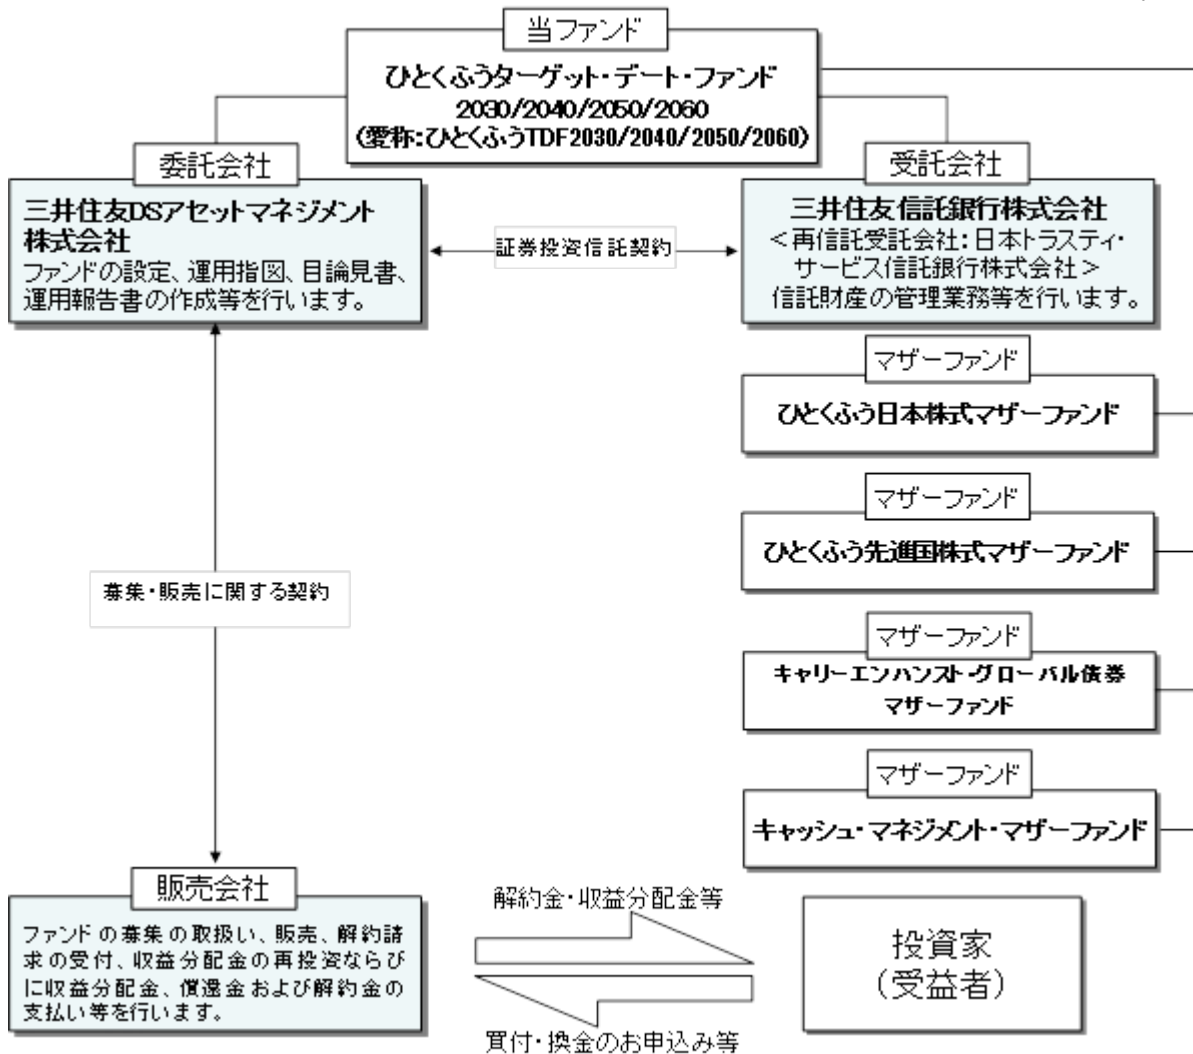 当ファンド
ひとくふうターゲット・デート・ファンド
2030/2040/2050/2060
(愛称:ひとくふうTDF2030/2040/2050/2060)
委託会社
三井住友DSアセットマネジメント
株式会社
ファンドの設定、運用指図、目論見書、
運用報告書の作成等を行います。
証券投資信託契約
受託会社
三井住友信託銀行株式会社
<再信託受託会社:日本トラスティ・
サービス信託銀行株式会社>
信託財産の管理業務等を行います。
マザーファンド
ひとくふう日本株式マザーファンド
マザーファンド
ひとくふう先進国株式マザーファンド
募集・販売に関する契約
マザーファンド
キャリーエンハンスト・グローバル債券
マザーファンド
マザーファンド
キャッシュ・マネジメント・マザーファンド
販売会社
ファンドの募集の取扱い、販売、解約請
求の受付、収益分配金の再投資ならび
に収益分配金、償還金および解約金の
支払い等を行います。
解約金・収益分配金等
買付・換金のお申込み等
投資家
(受益者)